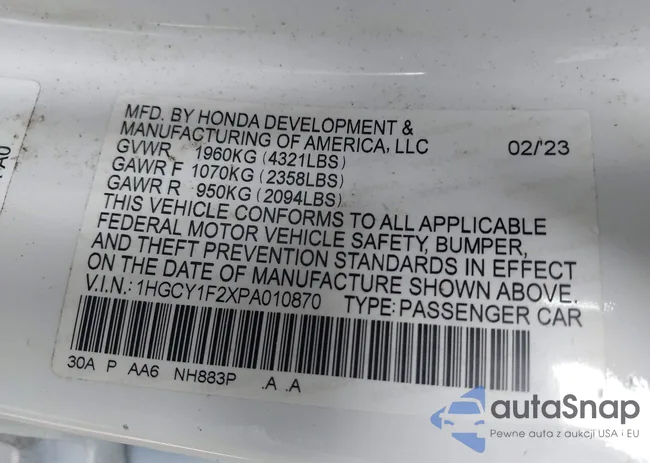 MFD. BY HONDA DEVELOPMENT &
MANUFACTURING OF AMERICA, LLC
GVWR 1960KG (4321LBS) 02/'23
GAWR F 1070KG (2358LBS)
GAWR R 950KG (2094LBS)
THIS VEHICLE CONFORMS TO ALL APPLICABLE
FEDERAL MOTOR VEHICLE SAFETY, BUMPER,
AND THEFT PREVENTION STANDARDS IN EFFECT
ON THE DATE OF MANUFACTURE SHOWN ABOVE.
V.I.N.: 1HGCY1F2XPA010870 TYPE: PASSENGER CAR
30A P AA6 NH883P .A .A
autaSnap
Pewne auta z aukcji USA i EU